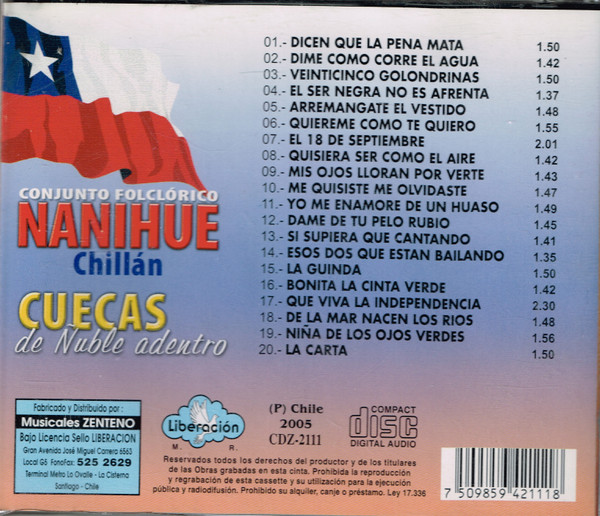 01.- DICEN QUE LA PENA MATA 1.50
02.- DIME COMO CORRE EL AGUA 1.42
03.- VEINTICINCO GOLONDRINAS 1.50
04.- EL SER NEGRA NO ES AFRENTA 1.37
05.- ARREMANGATE EL VESTIDO 1.48
06.- QUIEREME COMO TE QUIERO 1.55
07.- EL 18 DE SEPTIEMBRE 2.01
08.- QUISIERA SER COMO EL AIRE 1.42
09.- MIS OJOS LLORAN POR VERTE 1.43
10.- ME QUISISTE ME OLVIDASTE 1.47
11.- YO ME ENAMORE DE UN HUASO 1.49
12.- DAME DE TU PELO RUBIO 1.45
13.- SI SUPIERA QUE CANTANDO 1.41
14.- ESOS DOS QUE ESTAN BAILANDO 1.35
15.- LA GUINDA 1.50
16.- BONITA LA CINTA VERDE 1.42
17.- QUE VIVA LA INDEPENDENCIA 2.30
18.- DE LA MAR NACEN LOS RIOS 1.48
19.- NIÑA DE LOS OJOS VERDES 1.56
20.- LA CARTA 1.50
CONJUNTO FOLCLÓRICO
NANIHUE
Chillán
CUECAS
de Ñuble adentro
Fabricado y Distribuido por :
Musicales ZENTENO
Bajo Licencia Sello LIBERACION
Gran Avenida José Miguel Carrera 6563
Local G6 FonoFax: 525 2629
Terminal Metro Lo Ovalle - La Cisterna
Santiago - Chile
Liberación
M. R.
(P) Chile
2005
CDZ-2111
COMPACT
disc
DIGITAL AUDIO
Reservados todos los derechos del productor y de los titulares
de las Obras grabadas en esta cinta. Prohibida la reproducción
y regrabación de esta cassette y su utilización para la ejecución
pública y radiodifusión. Prohibido su alquiler, canje o préstamo. Ley 17.336
7 509859 421118